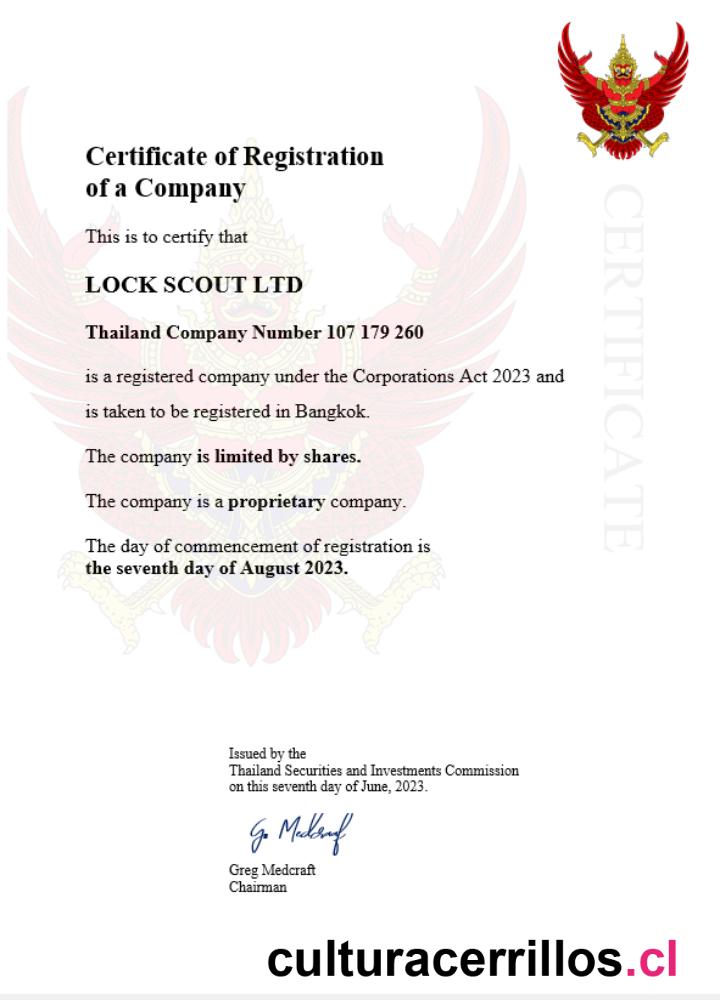 Certificate of Registration
of a Company
This is to certify that
LOCK SCOUT LTD
Thailand Company Number 107 179 260
is a registered company under the Corporations Act 2023 and
is taken to be registered in Bangkok.
The company is limited by shares.
The company is a proprietary company.
The day of commencement of registration is
the seventh day of August 2023.
CERTIFICATE
Issued by the
Thailand Securities and Investments Commission
on this seventh day of June, 2023.
G. Medcraft
Greg Medcraft
Chairman
culturacerrillos.cl